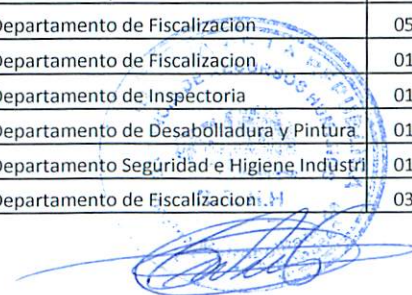 Departamento de Fiscalizacion 05
Departamento de Fiscalizacion 01
Departamento de Inspectoria 01
Departamento de Desabolladura y Pintura 01
Departamento Seguridad e Higiene Industri 01
Departamento de Fiscalizacion 03